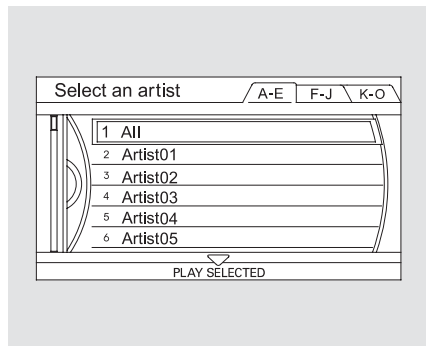 Select an artist A-E F-J K-O
1 All
2 Artist01
3 Artist02
4 Artist03
5 Artist04
6 Artist05
PLAY SELECTED